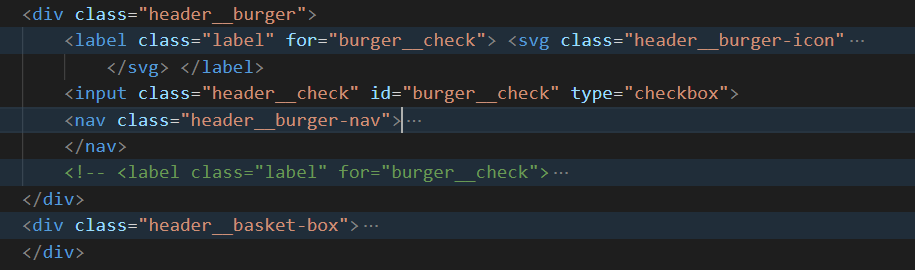 <div class="header__burger">
<label class="label" for="burger__check"> <svg class="header__burger-icon"…
</svg> </label>
<input class="header__check" id="burger__check" type="checkbox">
<nav class="header__burger-nav">…
</nav>
<!-- <label class="label" for="burger__check">…
</div>
<div class="header__basket-box">…
</div>